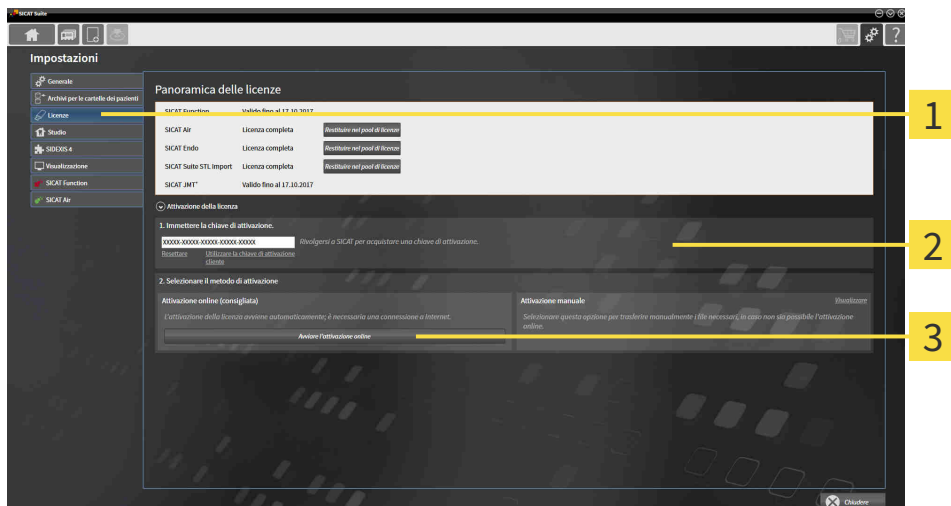 SICAT Suite
?
Impostazioni
Generale
Archivi per le cartelle dei pazienti
Licenze
Studio
SIDEXIS 4
Visualizzazione
SICAT Function
SICAT Air
Panoramica delle licenze
SICAT Function Valido fino al 17.10.2017
SICAT Air Licenza completa Restituire nel pool di licenze
SICAT Endo Licenza completa Restituire nel pool di licenze
SICAT Suite STL Import Licenza completa Restituire nel pool di licenze
SICAT JMT+ Valido fino al 17.10.2017
Attivazione della licenza
1. Immettere la chiave di attivazione.
XXXXX-XXXXX-XXXXX-XXXXX-XXXXX Rivolgersi a SICAT per acquistare una chiave di attivazione.
Resettare Utilizzare la chiave di attivazione
cliente
2. Selezionare il metodo di attivazione
Attivazione online (consigliata)
L'attivazione della licenza avviene automaticamente; è necessaria una connessione a Internet.
Avviare l'attivazione online
Attivazione manuale Visualizzare
Selezionare questa opzione per trasferire manualmente i file necessari, in caso non sia possibile l'attivazione
online.
Chiudere
1
2
3